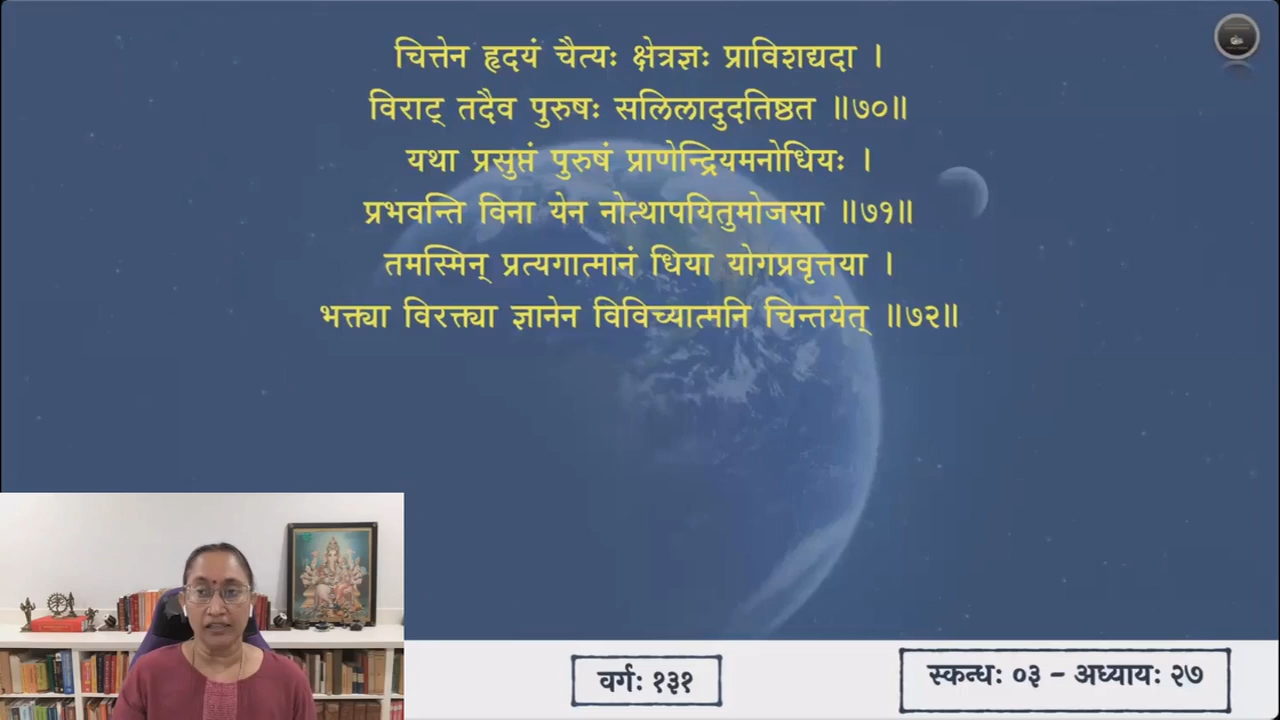 चित्तेन हृदयं चैत्यः क्षेत्रज्ञः प्राविशद्यदा ।
विराट् तदैव पुरुषः सलिलादुदतिष्ठत ॥७०॥
यथा प्रसुप्तं पुरुषं प्राणेन्द्रियमनोधियः ।
प्रभवन्ति विना येन नोत्थापयितुमोजसा ॥७१॥
तमस्मिन् प्रत्यगात्मानं धिया योगप्रवृत्तया ।
भक्त्या विरक्त्या ज्ञानेन विविच्यात्मनि चिन्तयेत् ॥७२॥
वर्गः १३१
स्कन्धः ०३ - अध्यायः २७